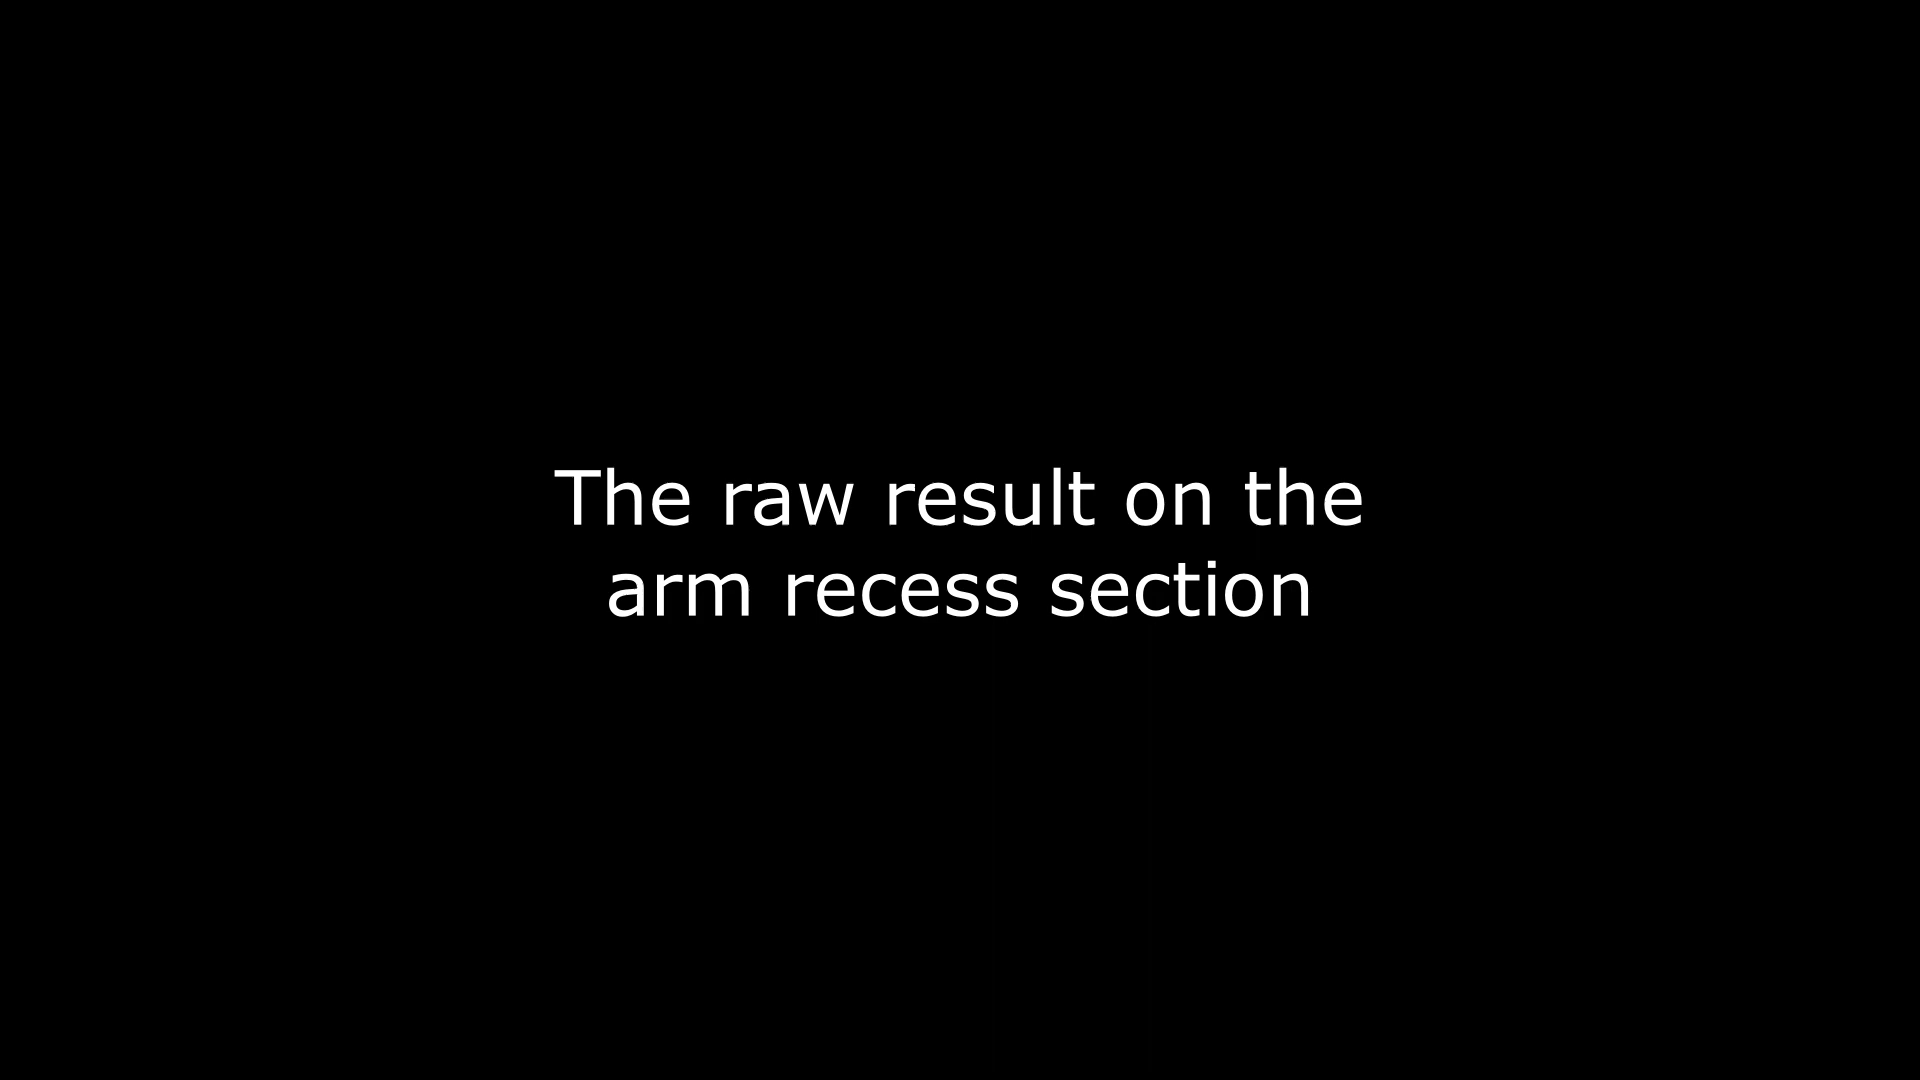 The raw result on the
arm recess section